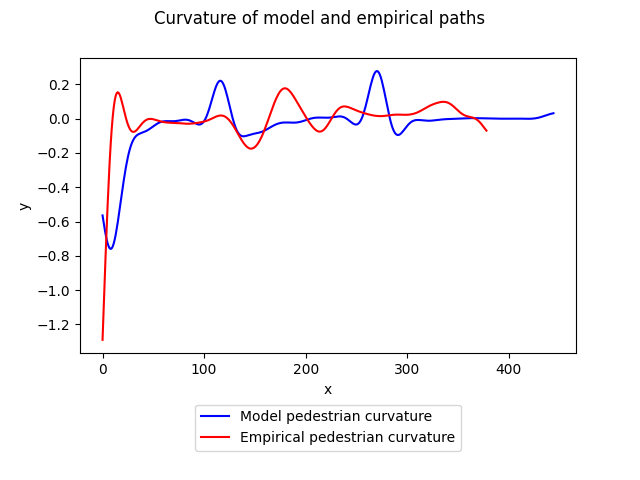 Curvature of model and empirical paths
0.2
0.0
−0.2
−0.4
−0.6
−0.8
−1.0
−1.2
y
0 100 200 300 400
x
Model pedestrian curvature
Empirical pedestrian curvature